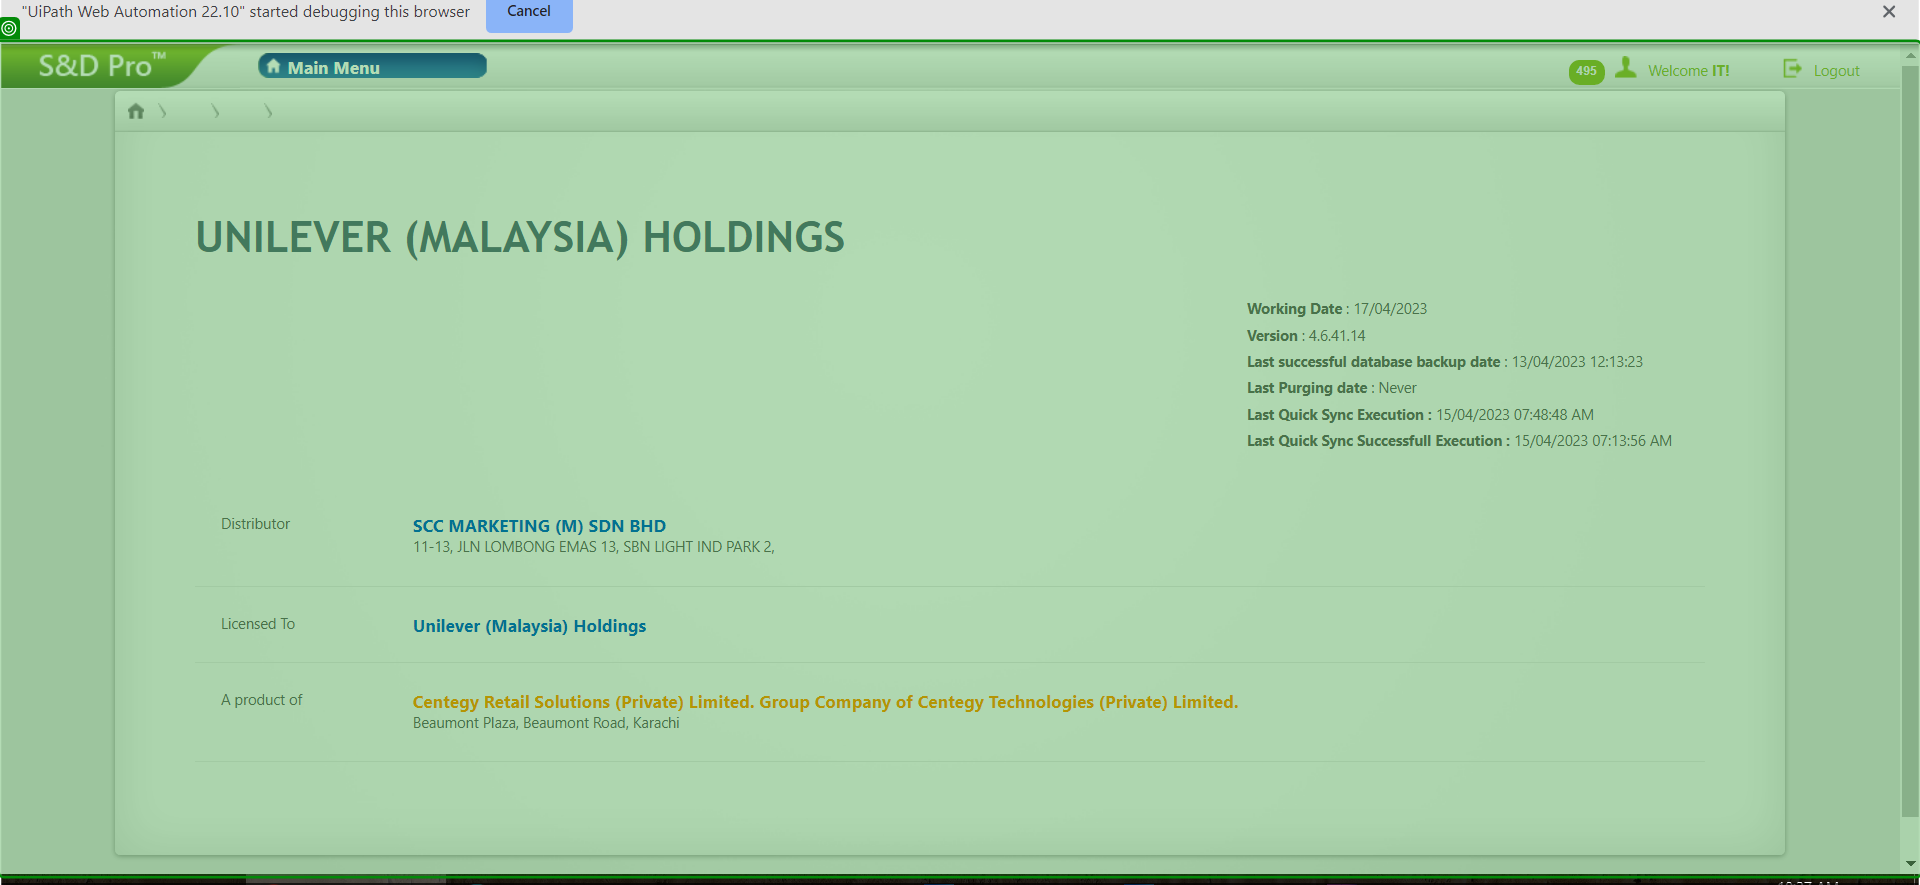 "UiPath Web Automation 22.10" started debugging this browser
Cancel
S&D Pro™
Main Menu
495
Welcome IT!
Logout
UNILEVER (MALAYSIA) HOLDINGS
Working Date : 17/04/2023
Version : 4.6.41.14
Last successful database backup date : 13/04/2023 12:13:23
Last Purging date : Never
Last Quick Sync Execution : 15/04/2023 07:48:48 AM
Last Quick Sync Successfull Execution : 15/04/2023 07:13:56 AM
Distributor
SCC MARKETING (M) SDN BHD
11-13, JLN LOMBONG EMAS 13, SBN LIGHT IND PARK 2,
Licensed To
Unilever (Malaysia) Holdings
A product of
Centegy Retail Solutions (Private) Limited. Group Company of Centegy Technologies (Private) Limited.
Beaumont Plaza, Beaumont Road, Karachi